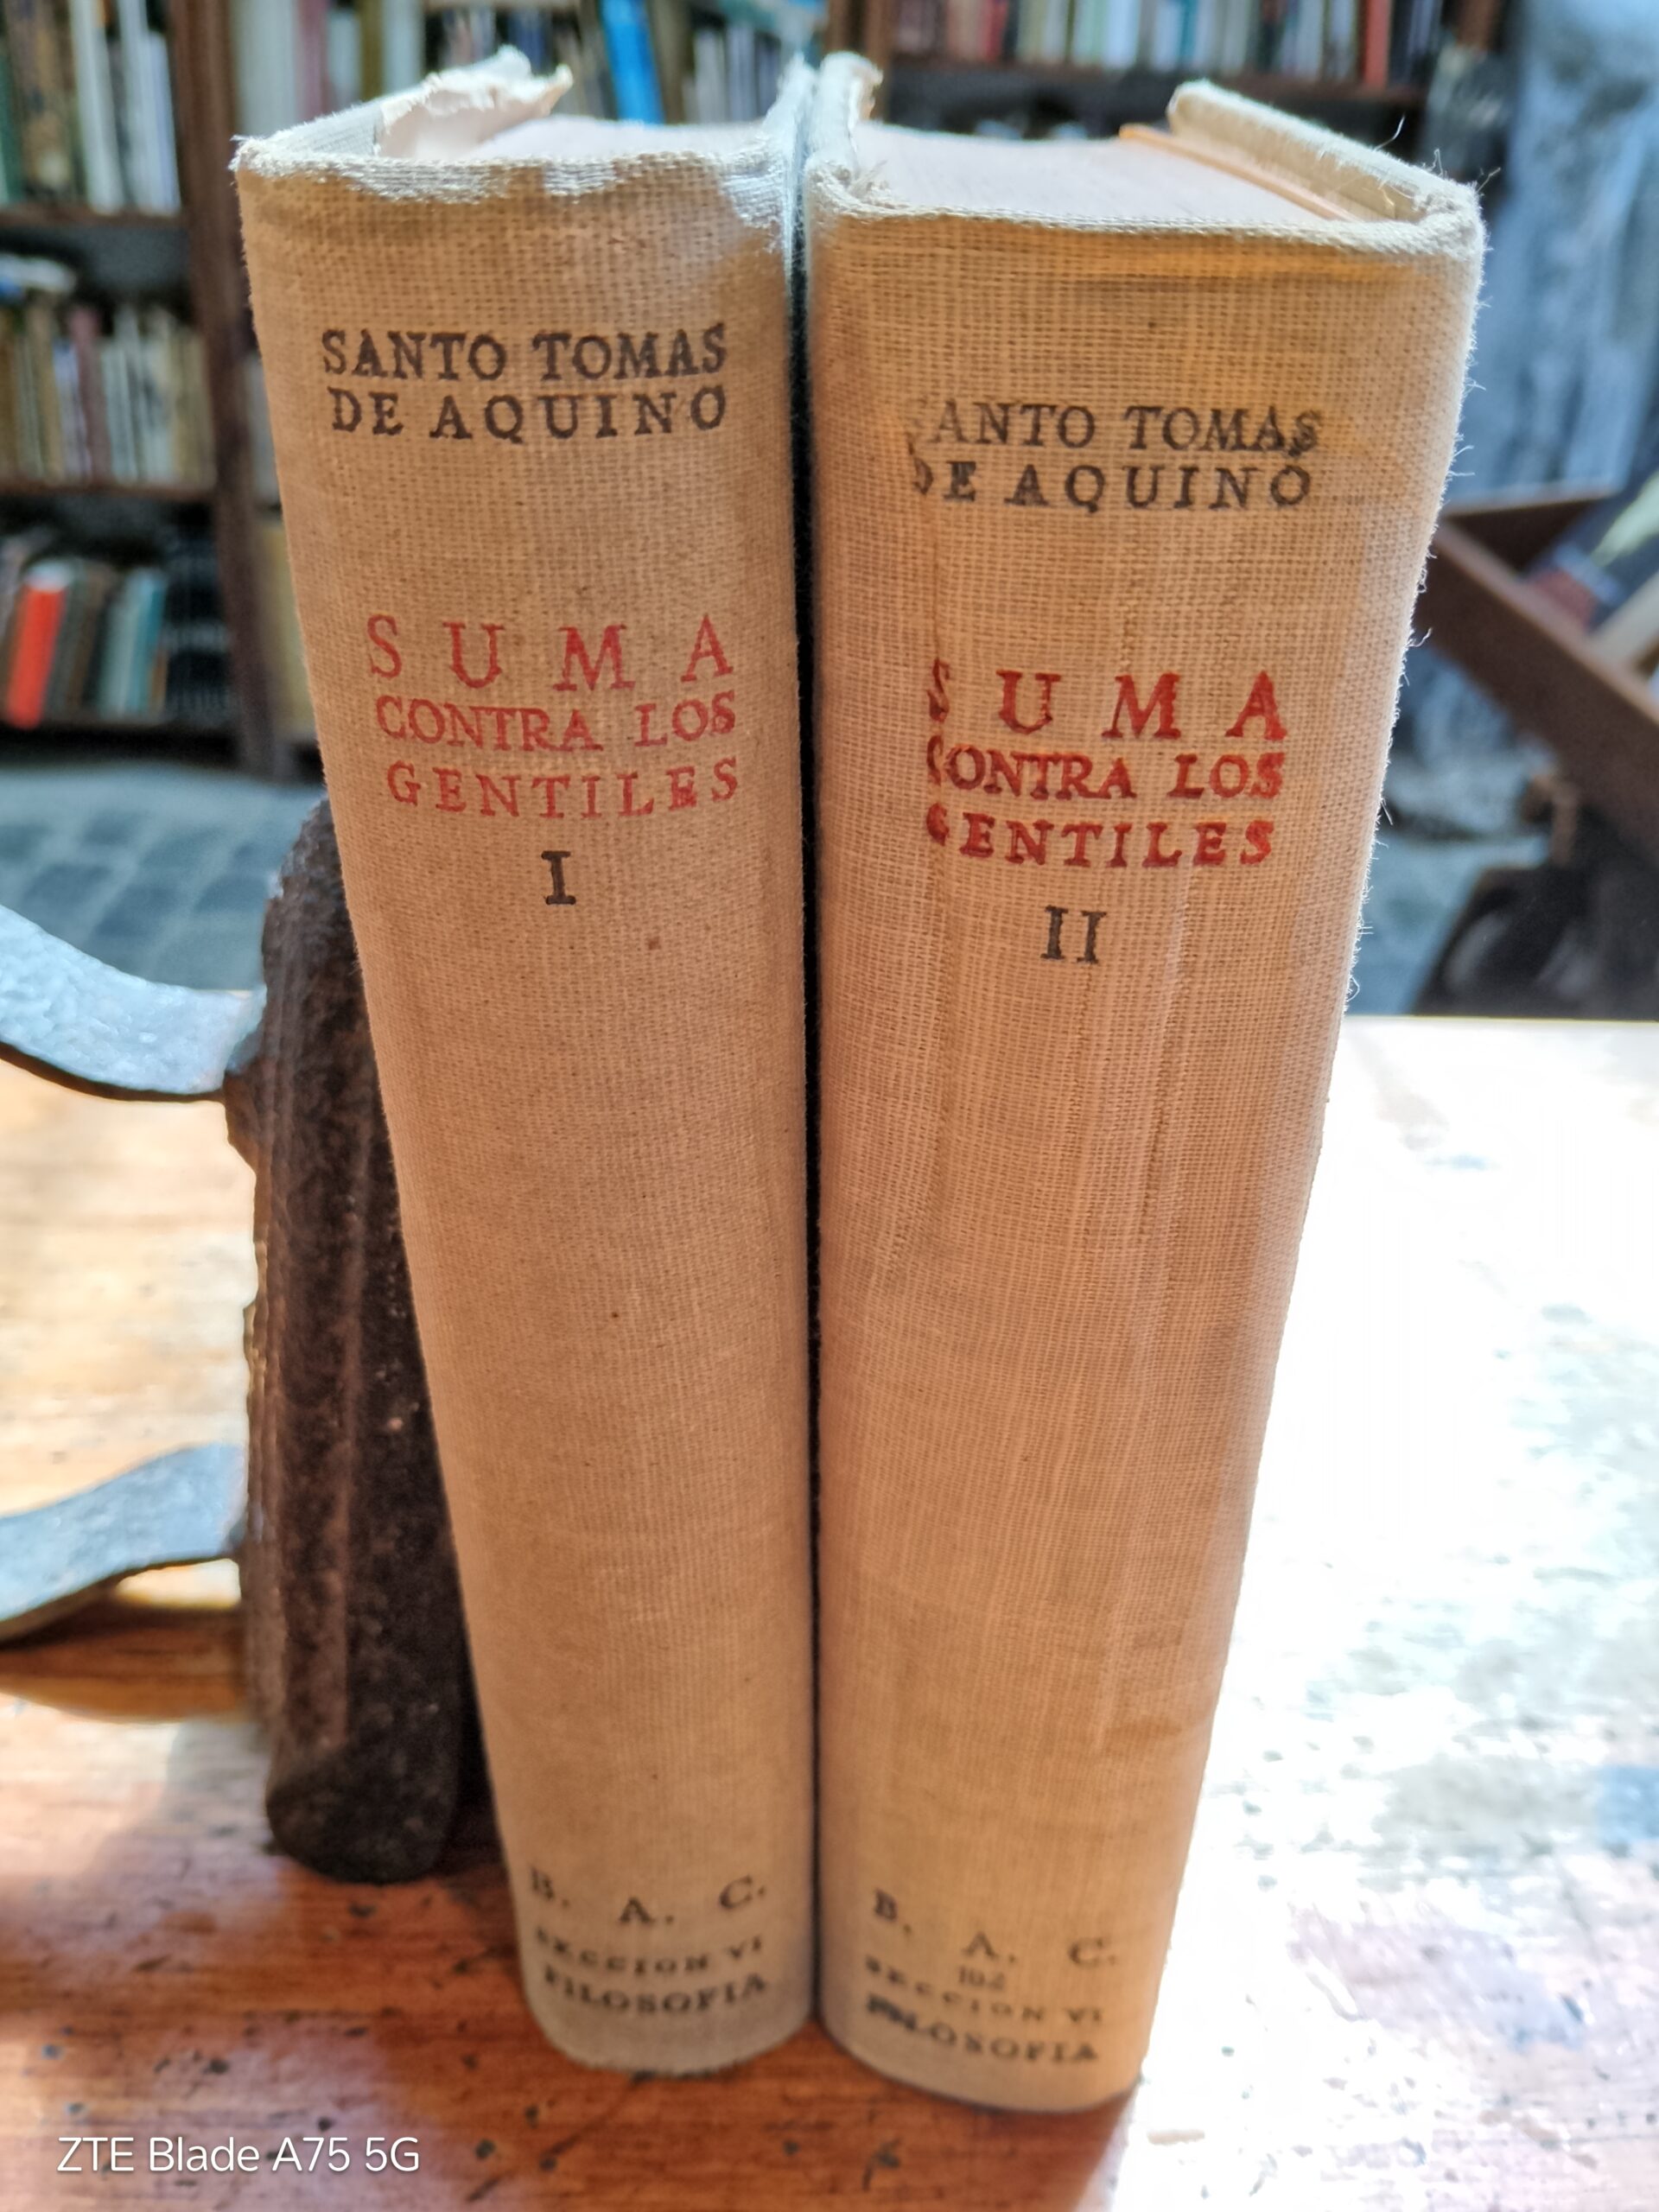 SANTO TOMAS
DE AQUINO
SUMA
CONTRA LOS
GENTILES
I
B. A. C.
SECCION VI
FILOSOFIA
SANTO TOMAS
DE AQUINO
SUMA
CONTRA LOS
GENTILES
II
B. A. C.
102
SECCION VI
FILOSOFIA
ZTE Blade A75 5G